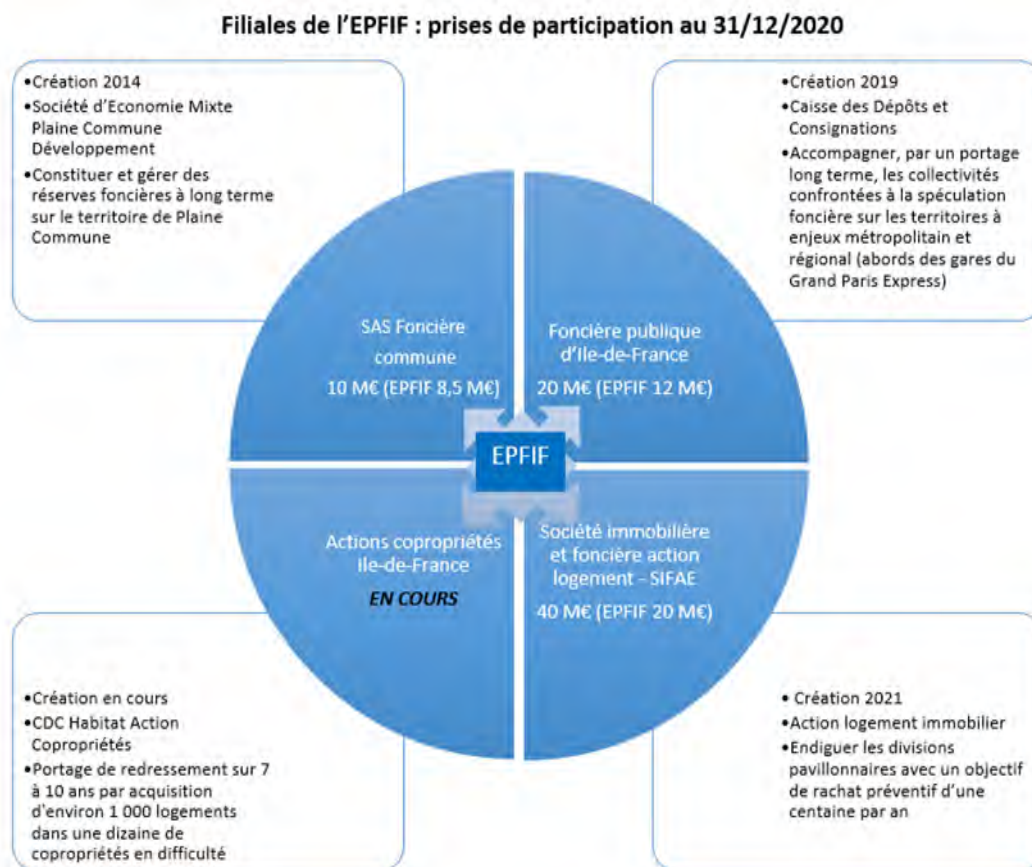 Filiales de l'EPFIF : prises de participation au 31/12/2020
•Création 2014
•Société d'Economie Mixte
Plaine Commune
Développement
•Constituer et gérer des
réserves foncières à long terme
sur le territoire de Plaine
Commune
•Création 2019
•Caisse des Dépôts et
Consignations
•Accompagner, par un portage
long terme, les collectivités
confrontées à la spéculation
foncière sur les territoires à
enjeux métropolitain et
régional (abords des gares du
Grand Paris Express)
SAS Foncière
commune
10 M€ (EPFIF 8,5 M€)
Foncière publique
d'Ile-de-France
20 M€ (EPFIF 12 M€)
EPFIF
Actions copropriétés
ile-de-France
EN COURS
Société immobilière
et foncière action
logement - SIFAE
40 M€ (EPFIF 20 M€)
•Création en cours
•CDC Habitat Action
Copropriétés
•Portage de redressement sur 7
à 10 ans par acquisition
d'environ 1 000 logements
dans une dizaine de
copropriétés en difficulté
• Création 2021
•Action logement immobilier
•Endiguer les divisions
pavillonnaires avec un objectif
de rachat préventif d'une
centaine par an